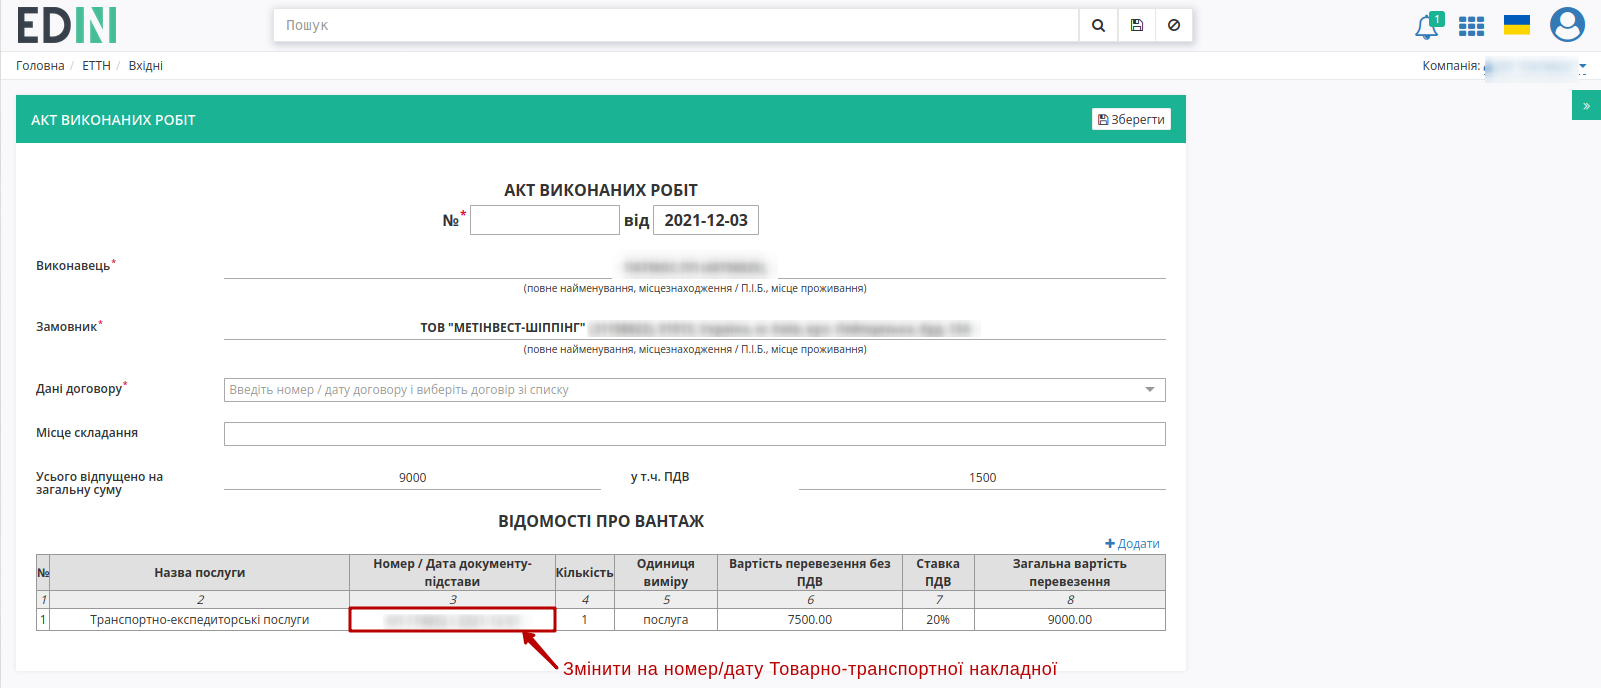 EDIN
Пошук
1
Головна / ЕТТН / Вхідні
Компанія:
»
АКТ ВИКОНАНИХ РОБІТ
Зберегти
АКТ ВИКОНАНИХ РОБІТ
№* від 2021-12-03
Виконавець*
(повне найменування, місцезнаходження / П.І.Б., місце проживання)
Замовник* ТОВ "МЕТІНВЕСТ-ШІППІНГ"
(повне найменування, місцезнаходження / П.І.Б., місце проживання)
Дані договору* Введіть номер / дату договору і виберіть договір зі списку
Місце складання
Усього відпущено на загальну суму 9000 у т.ч. ПДВ 1500
ВІДОМОСТІ ПРО ВАНТАЖ
Додати
№ Назва послуги Номер / Дата документу-підстави Кількість Одиниця виміру Вартість перевезення без ПДВ Ставка ПДВ Загальна вартість перевезення
1 2 3 4 5 6 7 8
1 Транспортно-експедиторські послуги 1 послуга 7500.00 20% 9000.00
Змінити на номер/дату Товарно-транспортної накладної